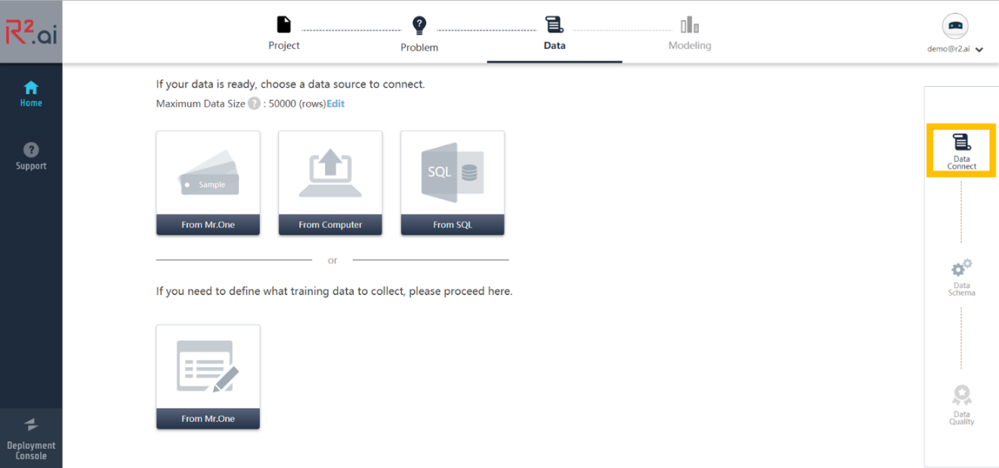 R².ai
Project
Problem
Data
Modeling
demo@r2.ai
Home
Support
Deployment
Console
If your data is ready, choose a data source to connect.
Maximum Data Size ? : 50000 (rows)Edit
Sample
From Mr.One
From Computer
SQL
From SQL
or
If you need to define what training data to collect, please proceed here.
From Mr.One
Data
Connect
Data
Schema
Data
Quality